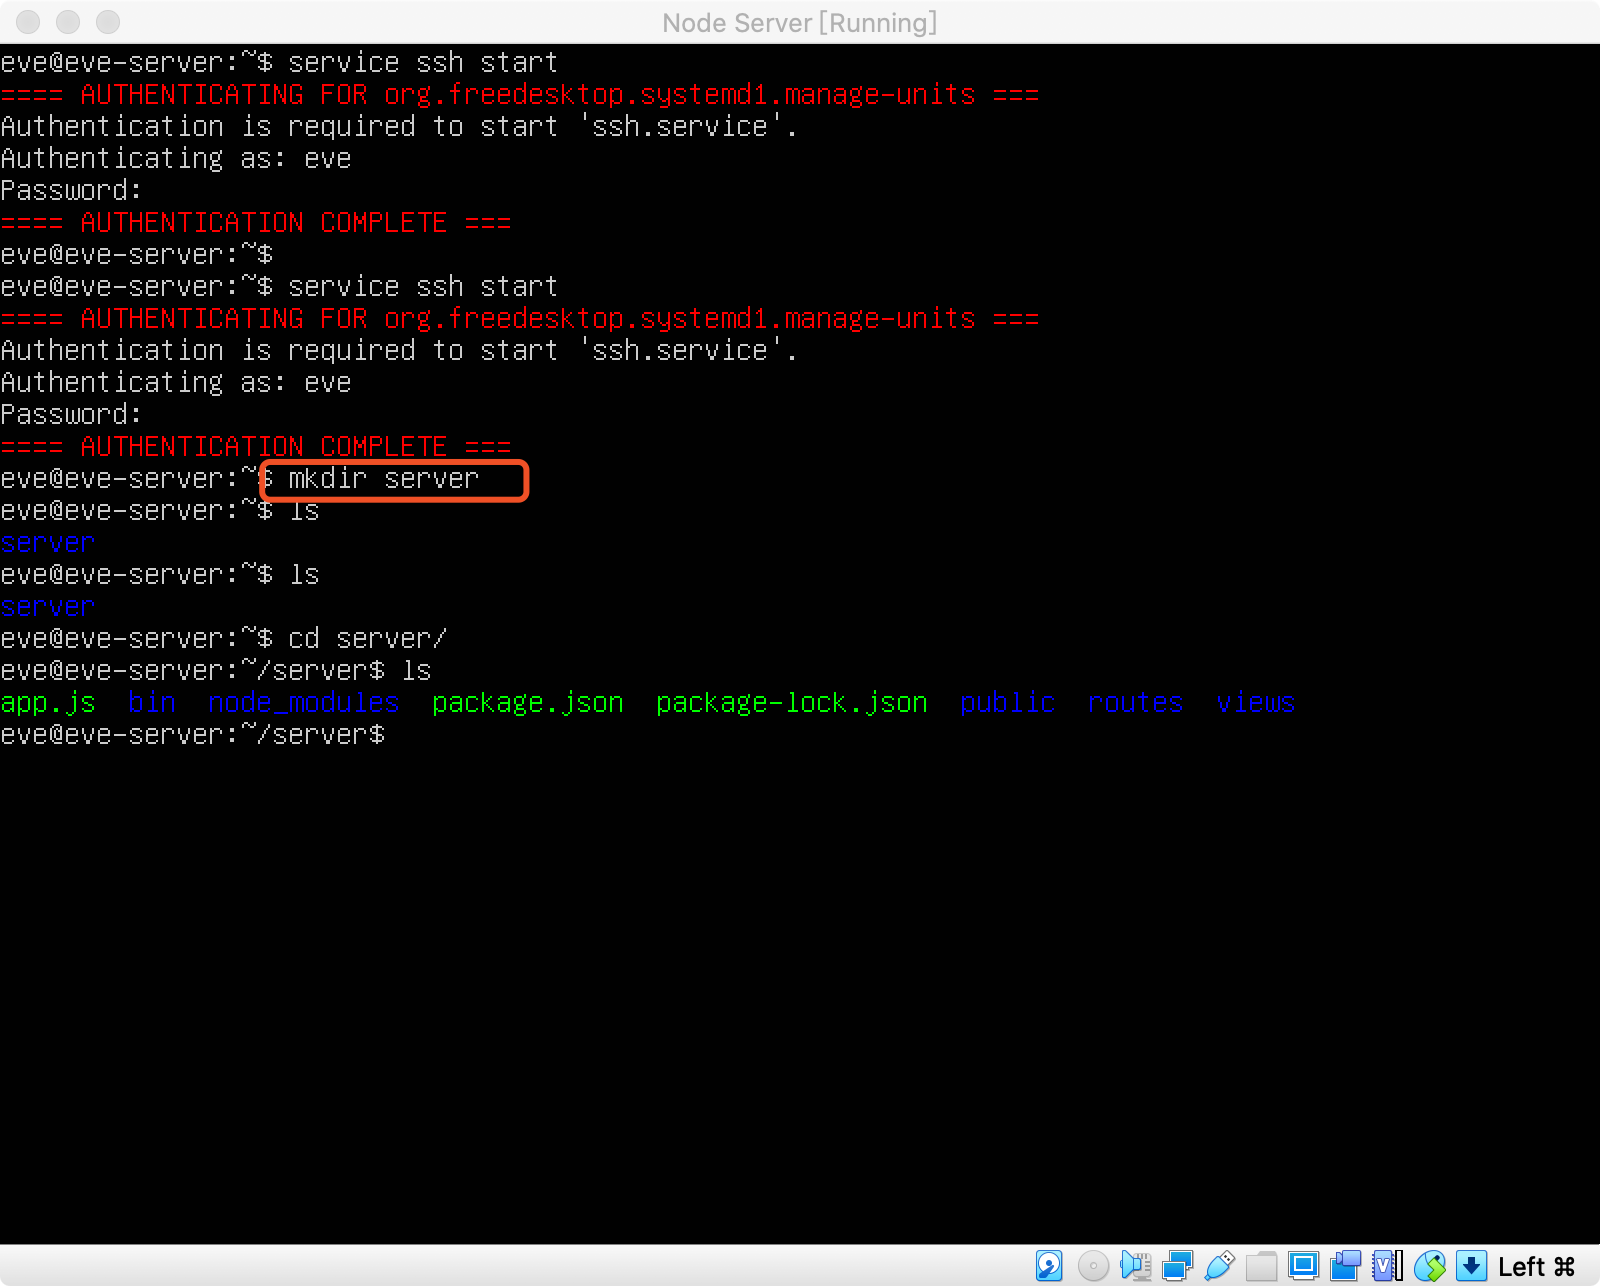 Node Server [Running]
eve@eve-server:~$ service ssh start
==== AUTHENTICATING FOR org.freedesktop.systemd1.manage-units ===
Authentication is required to start 'ssh.service'.
Authenticating as: eve
Password:
==== AUTHENTICATION COMPLETE ===
eve@eve-server:~$
eve@eve-server:~$ service ssh start
==== AUTHENTICATING FOR org.freedesktop.systemd1.manage-units ===
Authentication is required to start 'ssh.service'.
Authenticating as: eve
Password:
==== AUTHENTICATION COMPLETE ===
eve@eve-server:~$ mkdir server
eve@eve-server:~$ ls
server
eve@eve-server:~$ ls
server
eve@eve-server:~$ cd server/
eve@eve-server:~/server$ ls
app.js  bin  node_modules  package.json  package-lock.json  public  routes  views
eve@eve-server:~/server$
Left ⌘